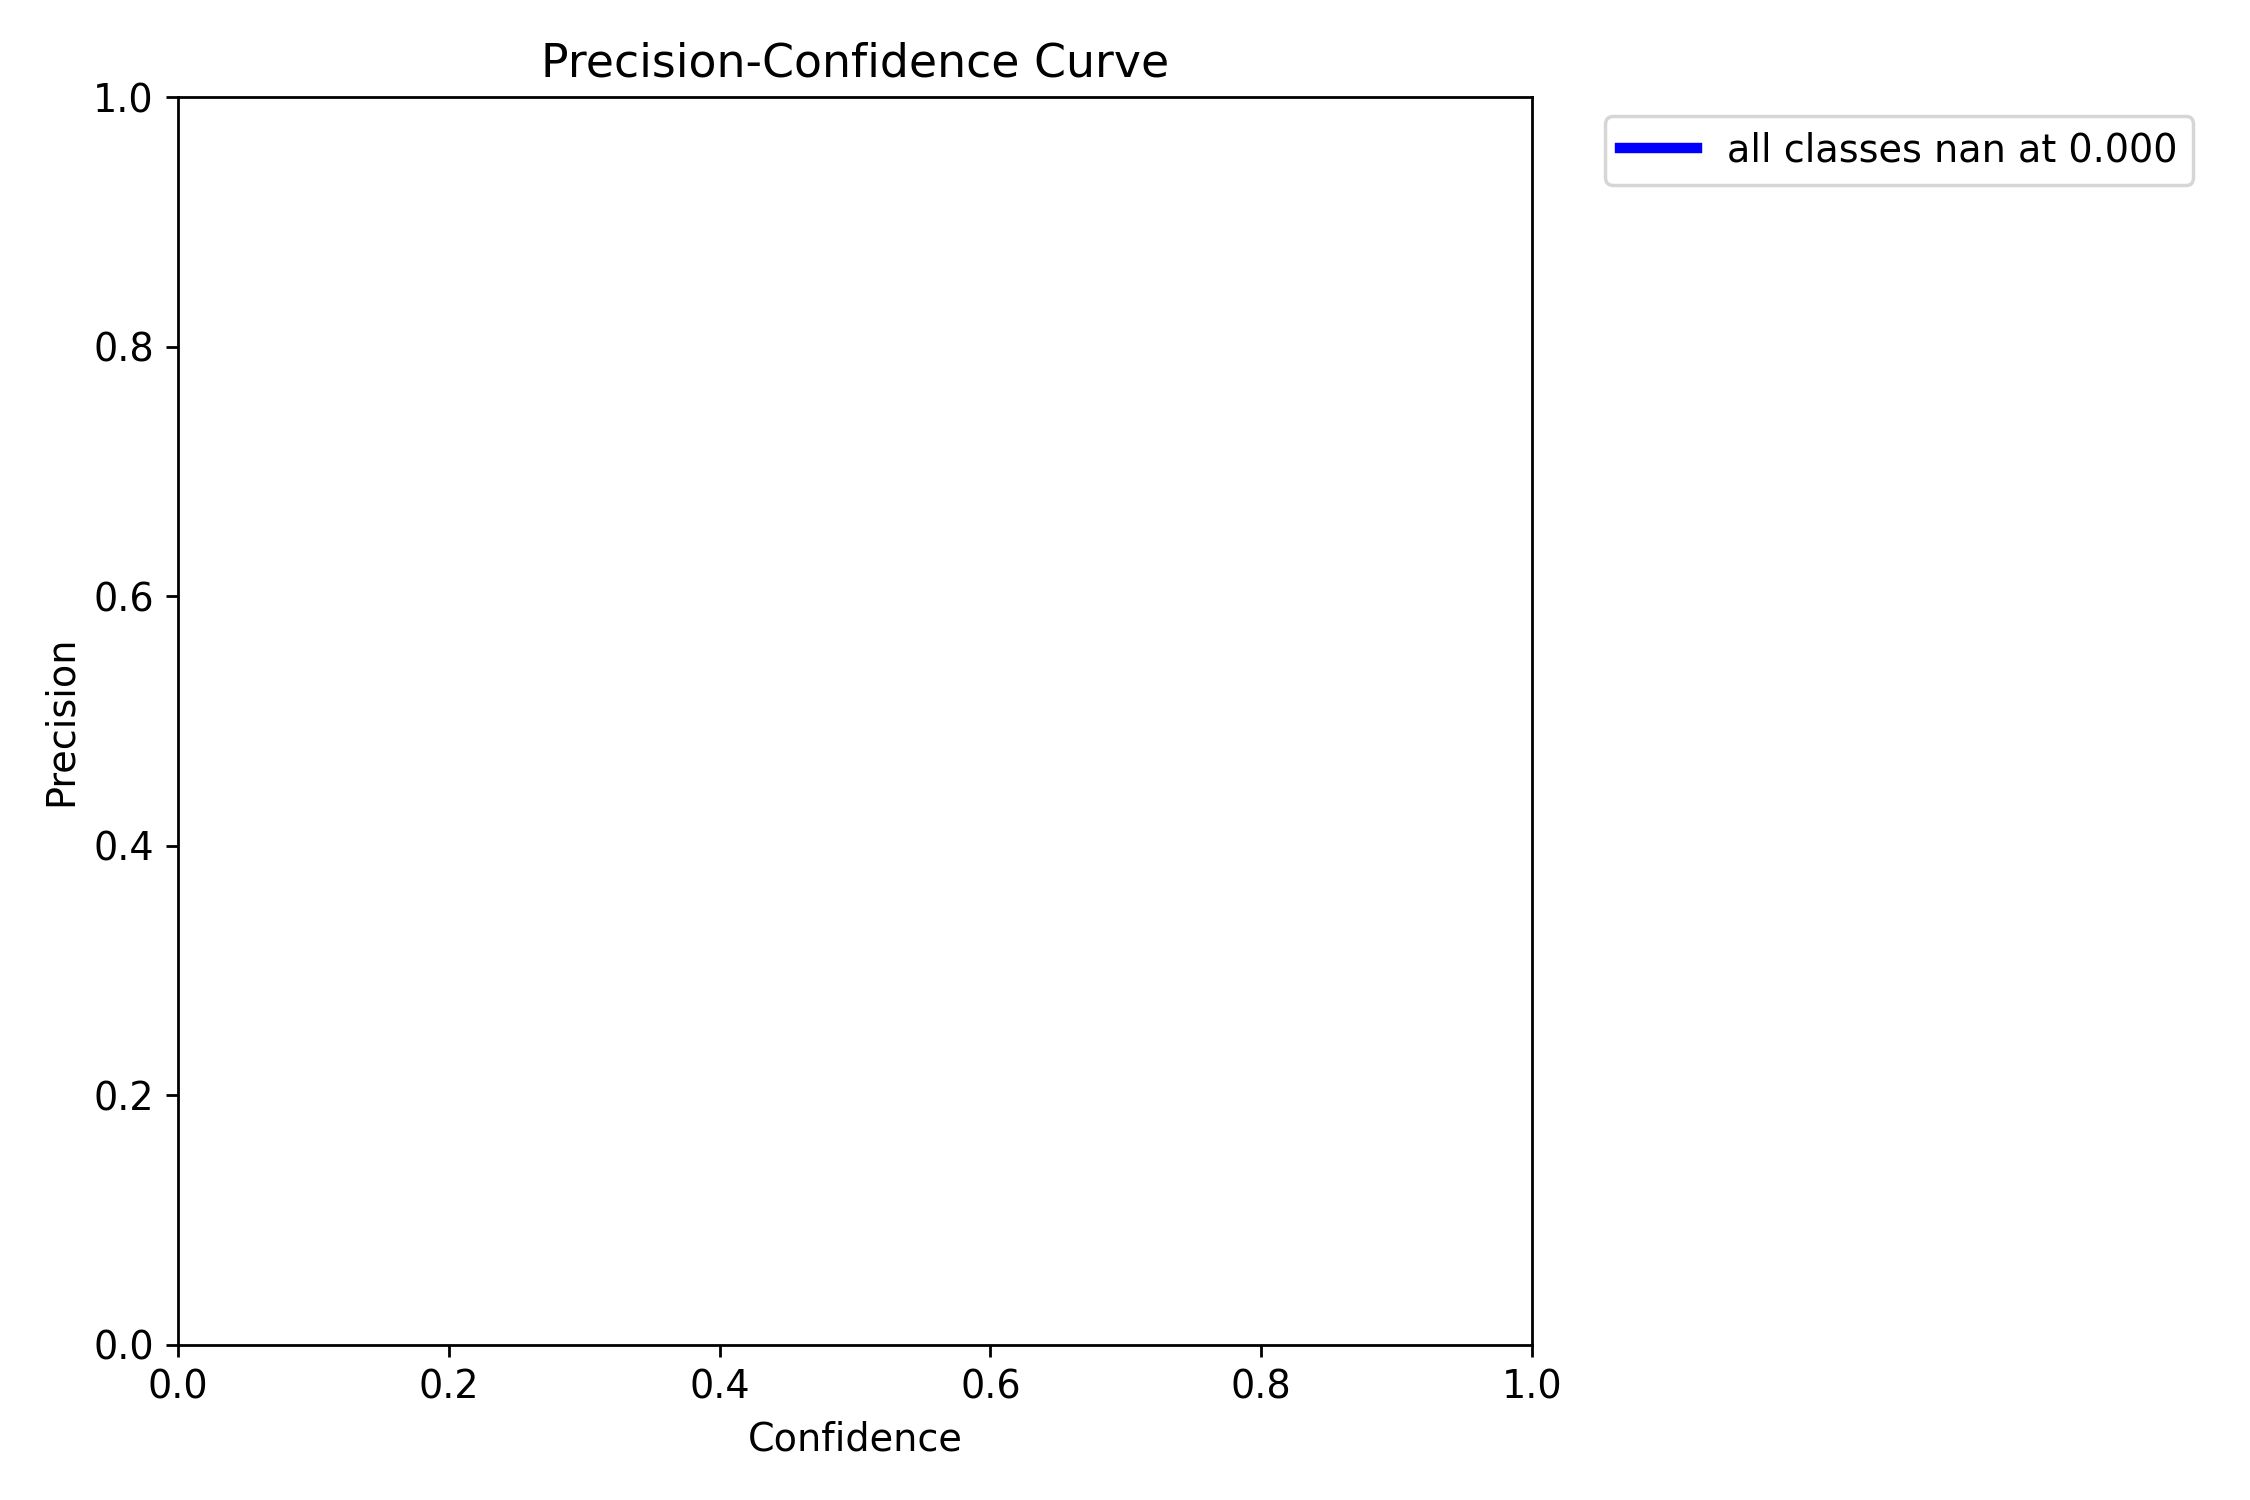 Precision-Confidence Curve
all classes nan at 0.000
1.0
0.8
0.6
0.4
0.2
0.0
Precision
0.0 0.2 0.4 0.6 0.8 1.0
Confidence